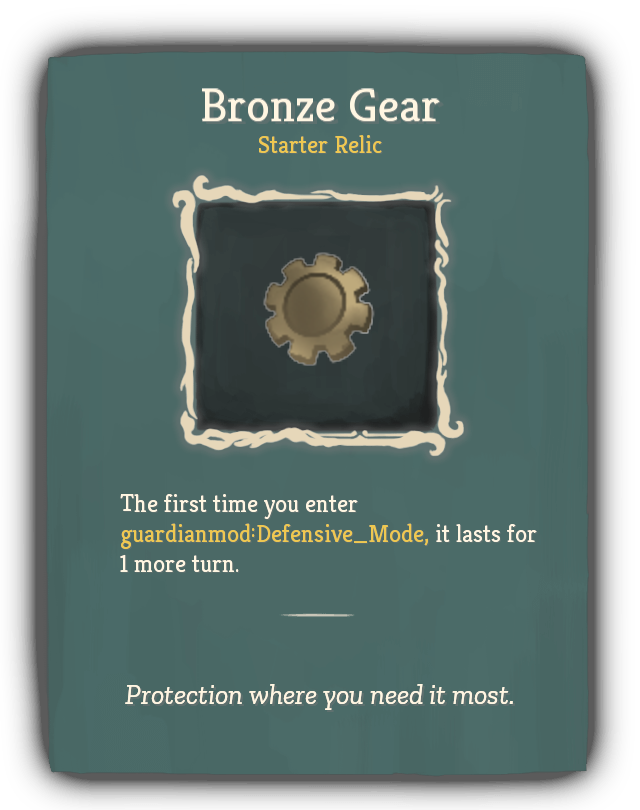 Bronze Gear
Starter Relic
The first time you enter
guardianmod:Defensive_Mode, it lasts for
1 more turn.
Protection where you need it most.